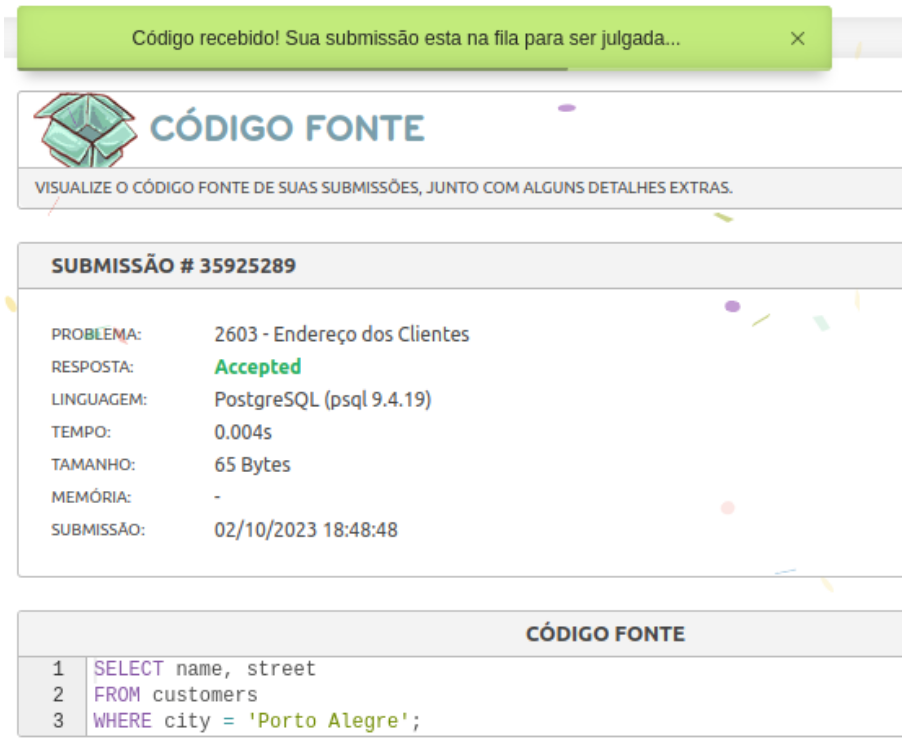 Código recebido! Sua submissão esta na fila para ser julgada... ×
CÓDIGO FONTE
VISUALIZE O CÓDIGO FONTE DE SUAS SUBMISSÕES, JUNTO COM ALGUNS DETALHES EXTRAS.
SUBMISSÃO # 35925289
PROBLEMA: 2603 - Endereço dos Clientes
RESPOSTA: Accepted
LINGUAGEM: PostgreSQL (psql 9.4.19)
TEMPO: 0.004s
TAMANHO: 65 Bytes
MEMÓRIA: -
SUBMISSÃO: 02/10/2023 18:48:48
CÓDIGO FONTE
1 SELECT name, street
2 FROM customers
3 WHERE city = 'Porto Alegre';